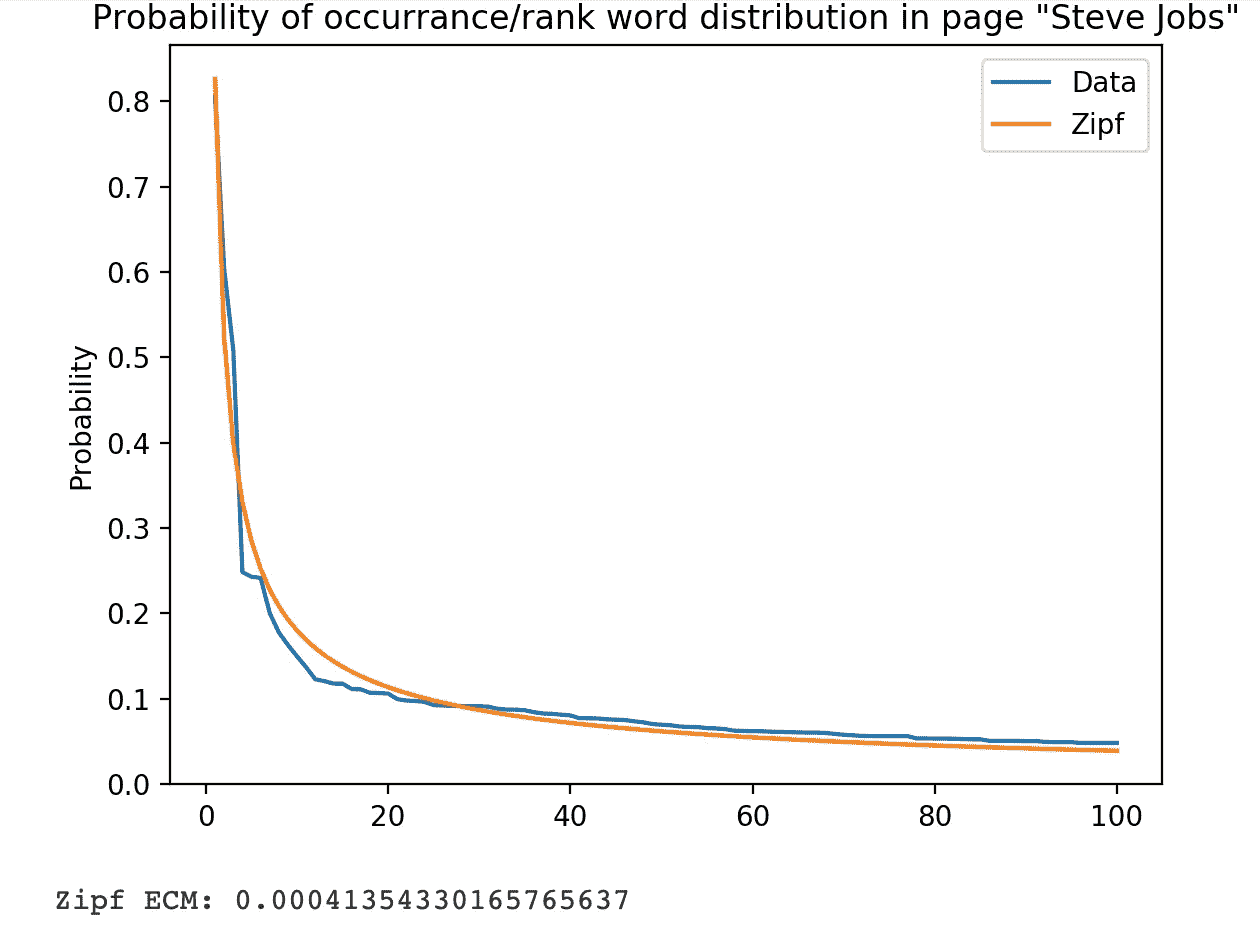 Probability of occurrance/rank word distribution in page "Steve Jobs"
Data
Zipf
Probability
0.8
0.7
0.6
0.5
0.4
0.3
0.2
0.1
0.0
0 20 40 60 80 100
Zipf ECM: 0.00041354330165765637